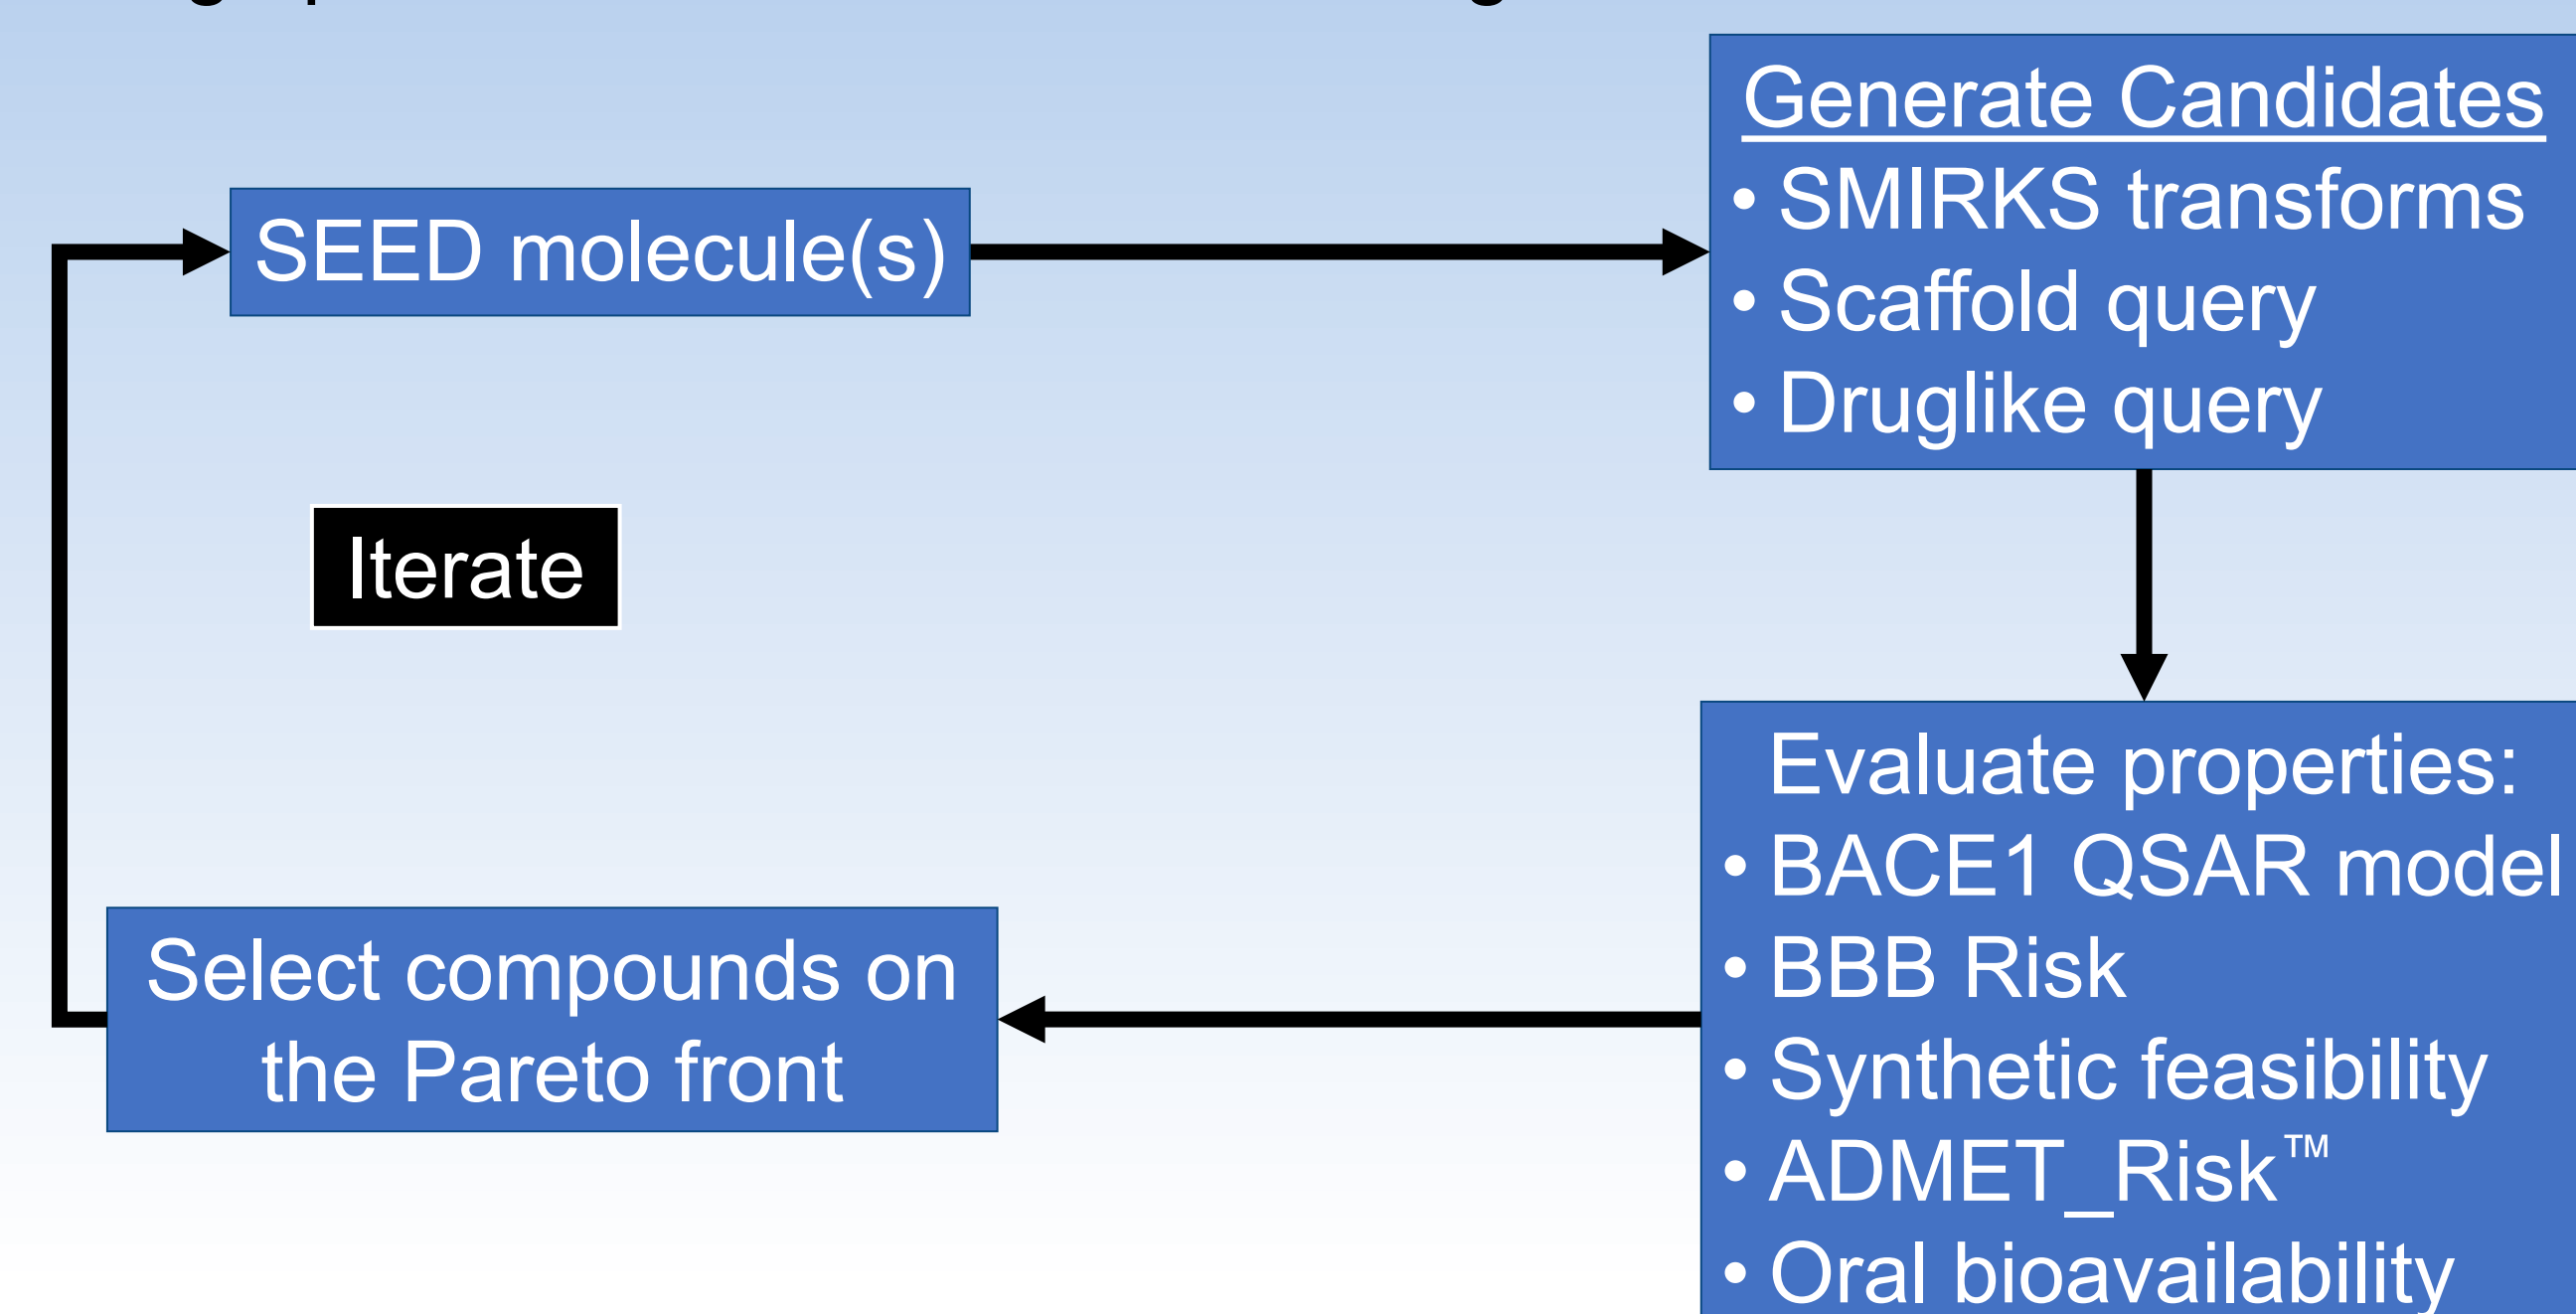 SEED molecule(s)
Generate Candidates
• SMIRKS transforms
• Scaffold query
• Druglike query
Iterate
Evaluate properties:
• BACE1 QSAR model
• BBB Risk
• Synthetic feasibility
• ADMET_Risk™
• Oral bioavailability
Select compounds on
the Pareto front